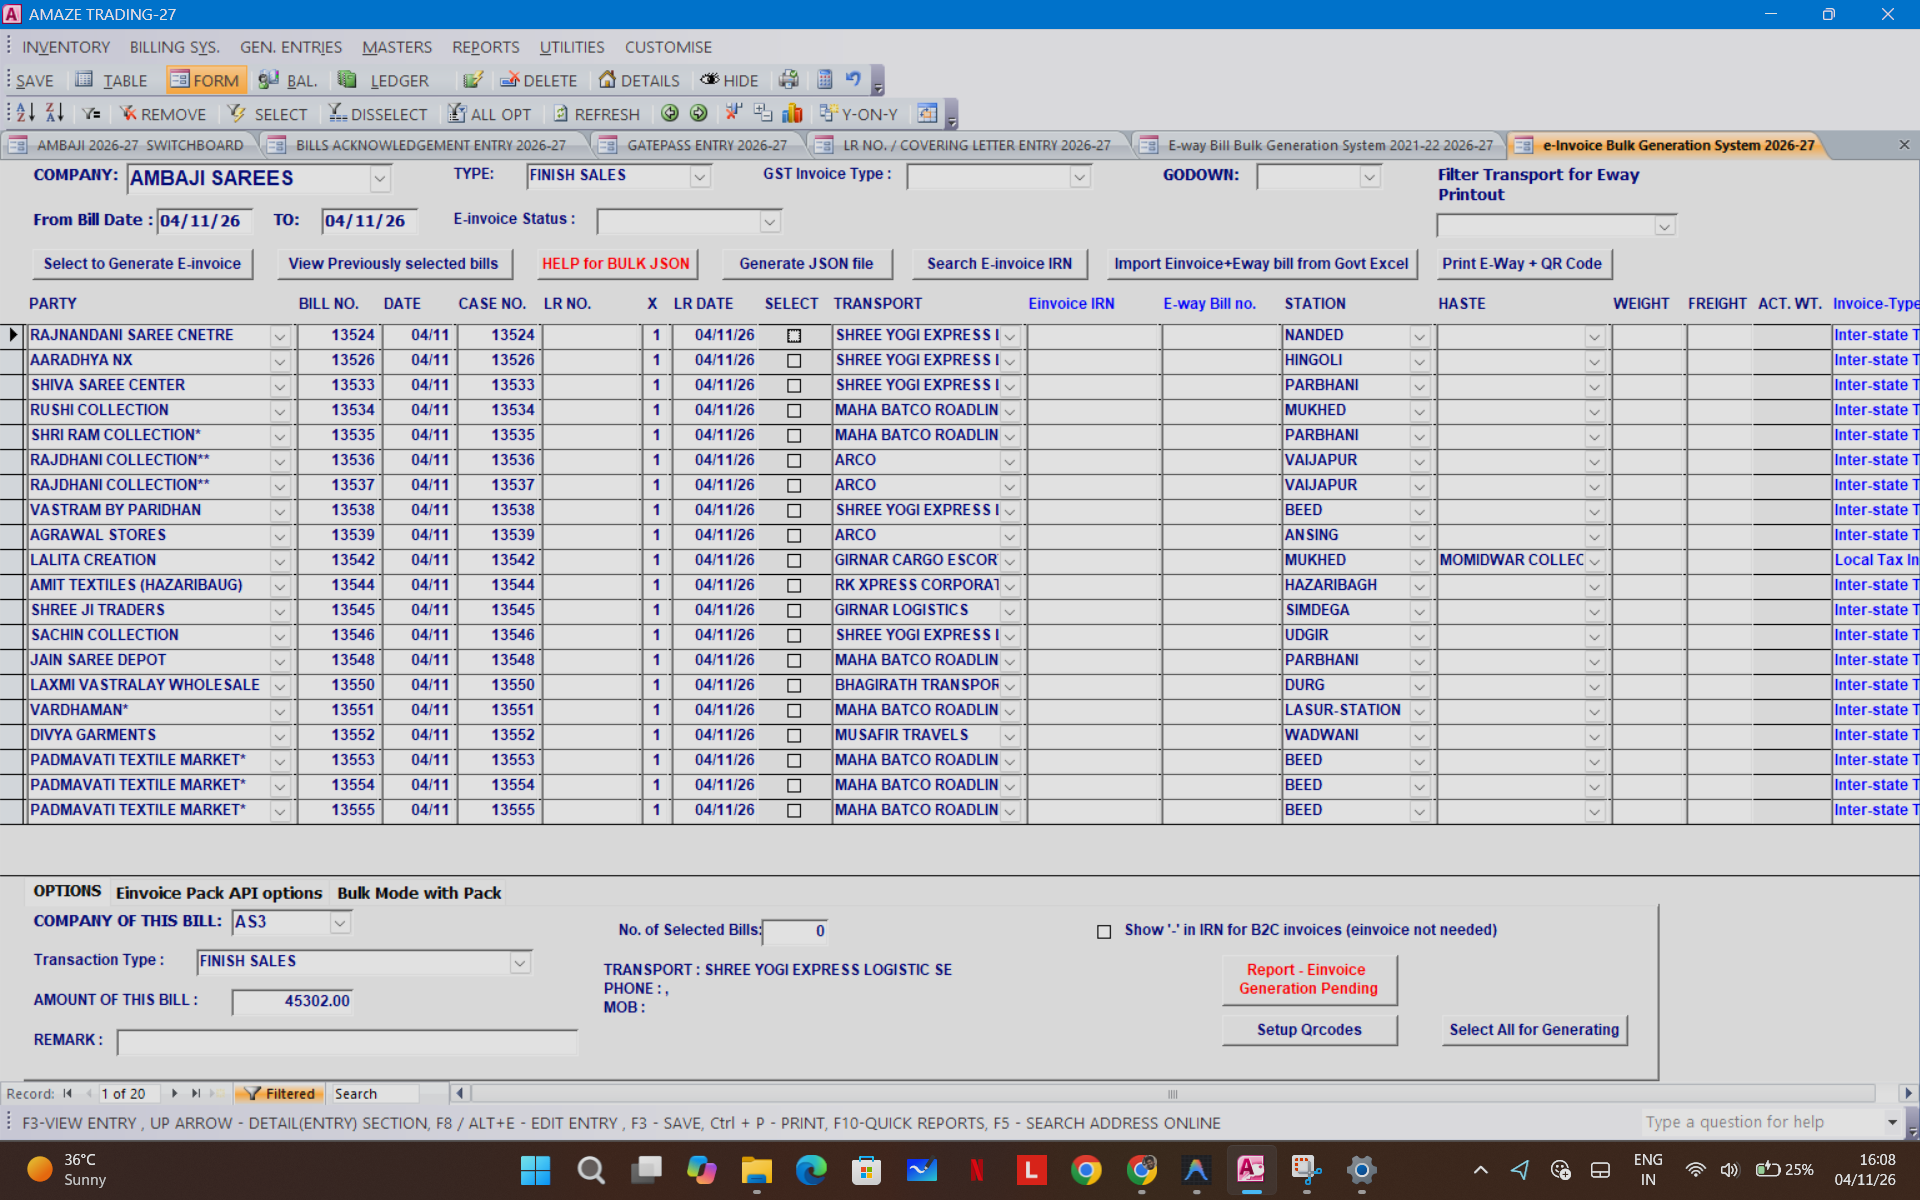 AMAZE TRADING-27
INVENTORY BILLING SYS. GEN. ENTRIES MASTERS REPORTS UTILITIES CUSTOMISE
SAVE TABLE FORM BAL. LEDGER DELETE DETAILS HIDE
REMOVE SELECT DISSELECT ALL OPT REFRESH Y-ON-Y
AMBAJI 2026-27 SWITCHBOARD BILLS ACKNOWLEDGEMENT ENTRY 2026-27 GATEPASS ENTRY 2026-27 LR NO. / COVERING LETTER ENTRY 2026-27 E-way Bill Bulk Generation System 2021-22 2026-27 e-Invoice Bulk Generation System 2026-27
COMPANY: AMBAJI SAREES TYPE: FINISH SALES GST Invoice Type : GODOWN: Filter Transport for Eway
Printout
From Bill Date : 04/11/26 TO: 04/11/26 E-invoice Status :
Select to Generate E-invoice View Previously selected bills HELP for BULK JSON Generate JSON file Search E-invoice IRN Import Einvoice+Eway bill from Govt Excel Print E-Way + QR Code
PARTY BILL NO. DATE CASE NO. LR NO. X LR DATE SELECT TRANSPORT Einvoice IRN E-way Bill no. STATION HASTE WEIGHT FREIGHT ACT. WT. Invoice-Type
RAJNANDANI SAREE CNETRE 13524 04/11 13524 1 04/11/26 SHREE YOGI EXPRESS NANDED Inter-state T
AARADHYA NX 13526 04/11 13526 1 04/11/26 SHREE YOGI EXPRESS HINGOLI Inter-state T
SHIVA SAREE CENTER 13533 04/11 13533 1 04/11/26 SHREE YOGI EXPRESS PARBHANI Inter-state T
RUSHI COLLECTION 13534 04/11 13534 1 04/11/26 MAHA BATCO ROADLIN MUKHED Inter-state T
SHRI RAM COLLECTION* 13535 04/11 13535 1 04/11/26 MAHA BATCO ROADLIN PARBHANI Inter-state T
RAJDHANI COLLECTION** 13536 04/11 13536 1 04/11/26 ARCO VAIJAPUR Inter-state T
RAJDHANI COLLECTION** 13537 04/11 13537 1 04/11/26 ARCO VAIJAPUR Inter-state T
VASTRAM BY PARIDHAN 13538 04/11 13538 1 04/11/26 SHREE YOGI EXPRESS BEED Inter-state T
AGRAWAL STORES 13539 04/11 13539 1 04/11/26 ARCO ANSING Inter-state T
LALITA CREATION 13542 04/11 13542 1 04/11/26 GIRNAR CARGO ESCOR MUKHED MOMIDWAR COLLEC Local Tax In
AMIT TEXTILES (HAZARIBAUG) 13544 04/11 13544 1 04/11/26 RK XPRESS CORPORAT HAZARIBAGH Inter-state T
SHREE JI TRADERS 13545 04/11 13545 1 04/11/26 GIRNAR LOGISTICS SIMDEGA Inter-state T
SACHIN COLLECTION 13546 04/11 13546 1 04/11/26 SHREE YOGI EXPRESS UDGIR Inter-state T
JAIN SAREE DEPOT 13548 04/11 13548 1 04/11/26 MAHA BATCO ROADLIN PARBHANI Inter-state T
LAXMI VASTRALAY WHOLESALE 13550 04/11 13550 1 04/11/26 BHAGIRATH TRANSPOR DURG Inter-state T
VARDHAMAN* 13551 04/11 13551 1 04/11/26 MAHA BATCO ROADLIN LASUR-STATION Inter-state T
DIVYA GARMENTS 13552 04/11 13552 1 04/11/26 MUSAFIR TRAVELS WADWANI Inter-state T
PADMAVATI TEXTILE MARKET* 13553 04/11 13553 1 04/11/26 MAHA BATCO ROADLIN BEED Inter-state T
PADMAVATI TEXTILE MARKET* 13554 04/11 13554 1 04/11/26 MAHA BATCO ROADLIN BEED Inter-state T
PADMAVATI TEXTILE MARKET* 13555 04/11 13555 1 04/11/26 MAHA BATCO ROADLIN BEED Inter-state T
OPTIONS Einvoice Pack API options Bulk Mode with Pack
COMPANY OF THIS BILL: AS3 No. of Selected Bills: 0 Show '-' in IRN for B2C invoices (einvoice not needed)
Transaction Type : FINISH SALES TRANSPORT : SHREE YOGI EXPRESS LOGISTIC SE
PHONE : ,
MOB :
Report - Einvoice
Generation Pending
AMOUNT OF THIS BILL : 45302.00
Setup Qrcodes Select All for Generating
REMARK :
Record: 1 of 20 Filtered Search
F3-VIEW ENTRY , UP ARROW - DETAIL(ENTRY) SECTION, F8 / ALT+E - EDIT ENTRY , F3 - SAVE, Ctrl + P - PRINT, F10-QUICK REPORTS, F5 - SEARCH ADDRESS ONLINE Type a question for help
36°C
Sunny
ENG
IN
25%
16:08
04/11/26